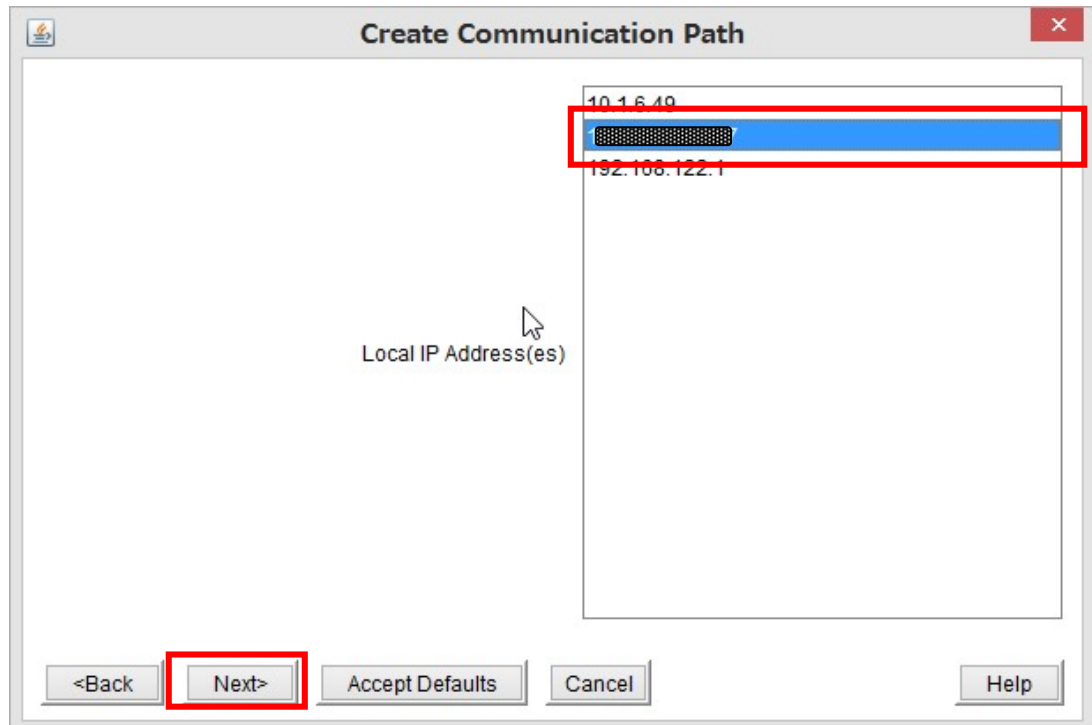 Create Communication Path
10.1.6.49
192.168.122.1
Local IP Address(es)
<Back
Next>
Accept Defaults
Cancel
Help